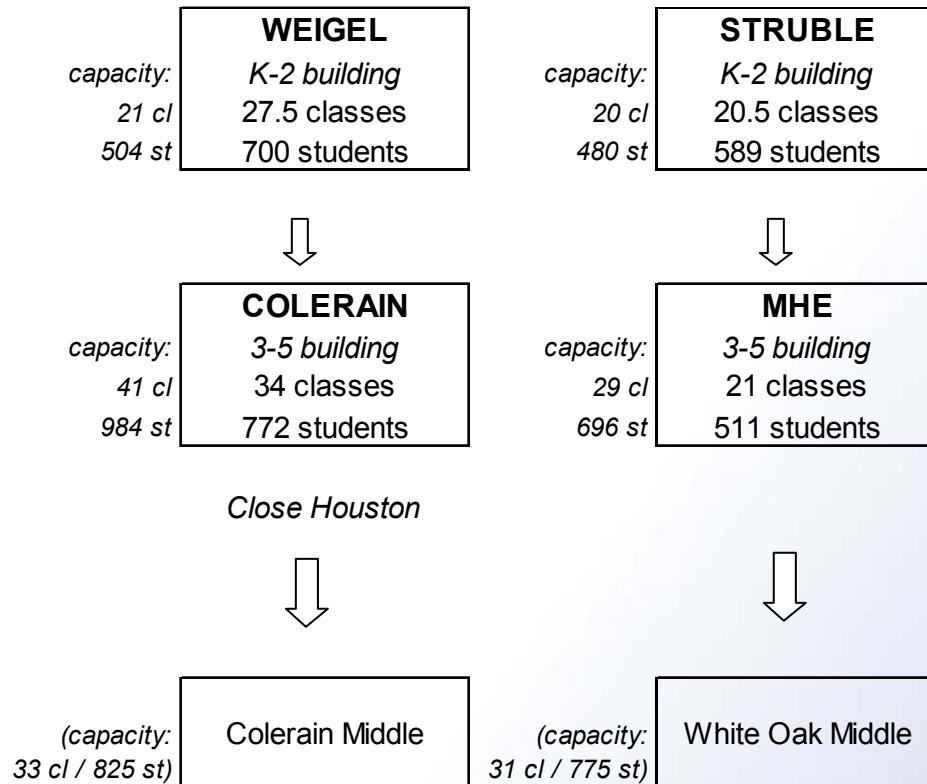 WEIGEL
capacity: K-2 building
21 cl 27.5 classes
504 st 700 students
STRUBLE
capacity: K-2 building
20 cl 20.5 classes
480 st 589 students
COLERAIN
capacity: 3-5 building
41 cl 34 classes
984 st 772 students
MHE
capacity: 3-5 building
29 cl 21 classes
696 st 511 students
Close Houston
Colerain Middle
(capacity:
33 cl / 825 st)
White Oak Middle
(capacity:
31 cl / 775 st)